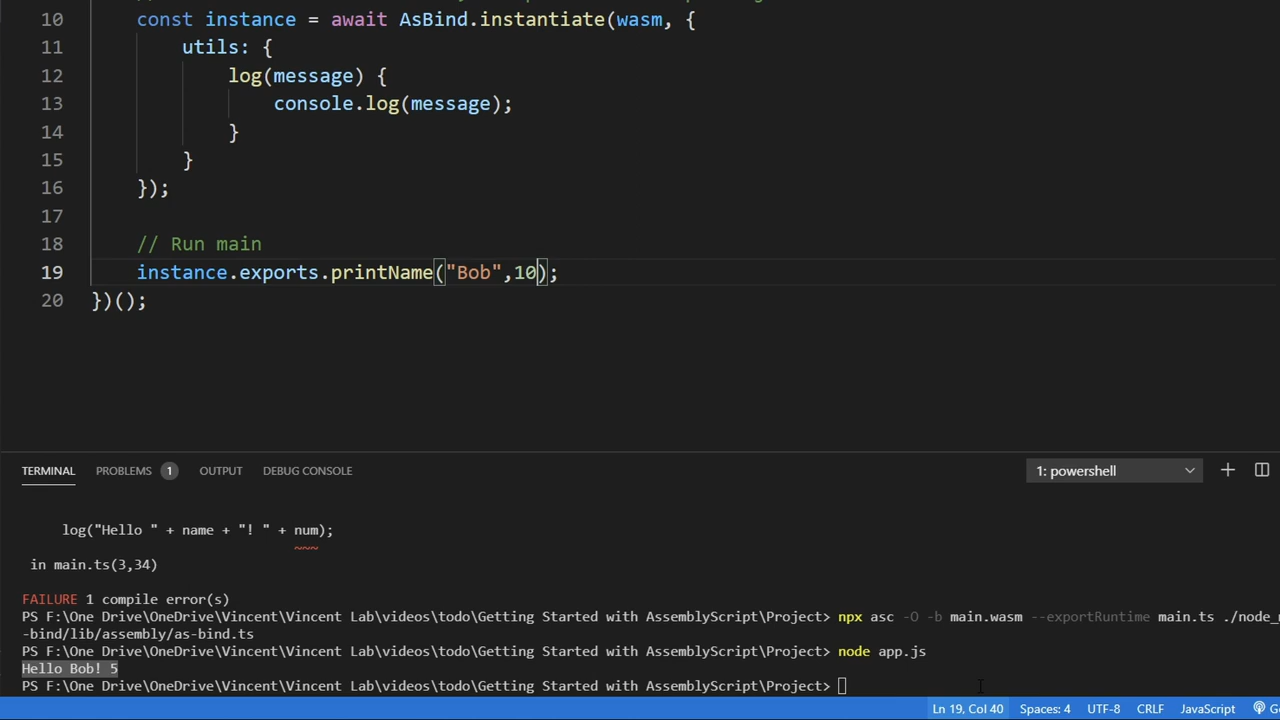 10 const instance = await AsBind.instantiate(wasm, {
11 utils: {
12 log(message) {
13 console.log(message);
14 }
15 }
16 });
17
18 // Run main
19 instance.exports.printName("Bob",10);
20 })();
TERMINAL PROBLEMS 1 OUTPUT DEBUG CONSOLE 1: powershell
log("Hello " + name + "! " + num);
~~~
in main.ts(3,34)
FAILURE 1 compile error(s)
PS F:\One Drive\OneDrive\Vincent\Vincent Lab\videos\todo\Getting Started with AssemblyScript\Project> npx asc -O -b main.wasm --exportRuntime main.ts ./node_
-bind/lib/assembly/as-bind.ts
PS F:\One Drive\OneDrive\Vincent\Vincent Lab\videos\todo\Getting Started with AssemblyScript\Project> node app.js
Hello Bob! 5
PS F:\One Drive\OneDrive\Vincent\Vincent Lab\videos\todo\Getting Started with AssemblyScript\Project>
Ln 19, Col 40 Spaces: 4 UTF-8 CRLF JavaScript